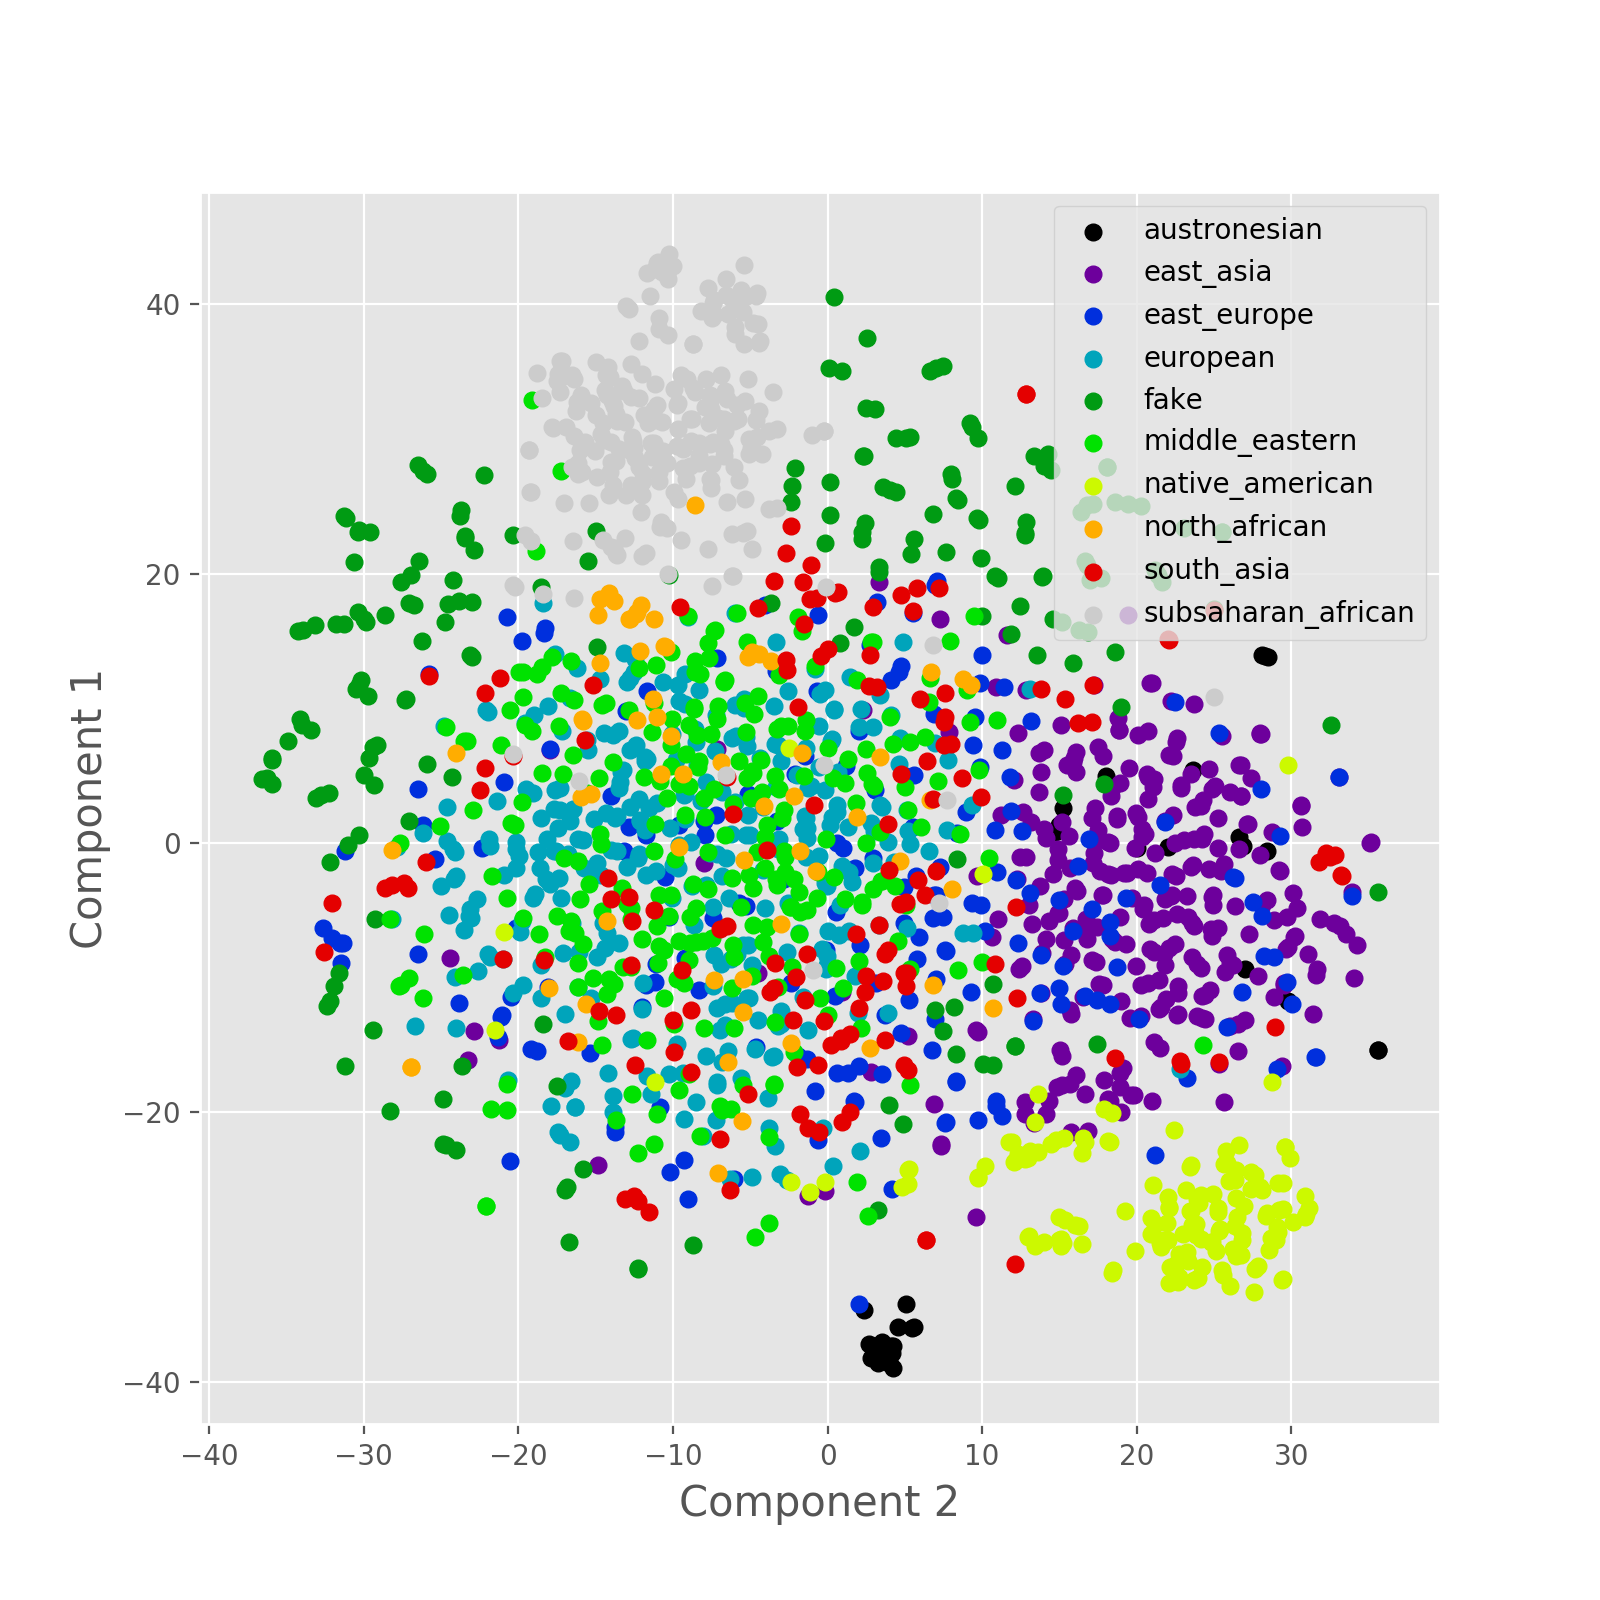 austronesian
east_asia
east_europe
european
fake
middle_eastern
native_american
north_african
south_asia
subsaharan_african
40
20
0
−20
−40
Component 1
−40 −30 −20 −10 0 10 20 30
Component 2